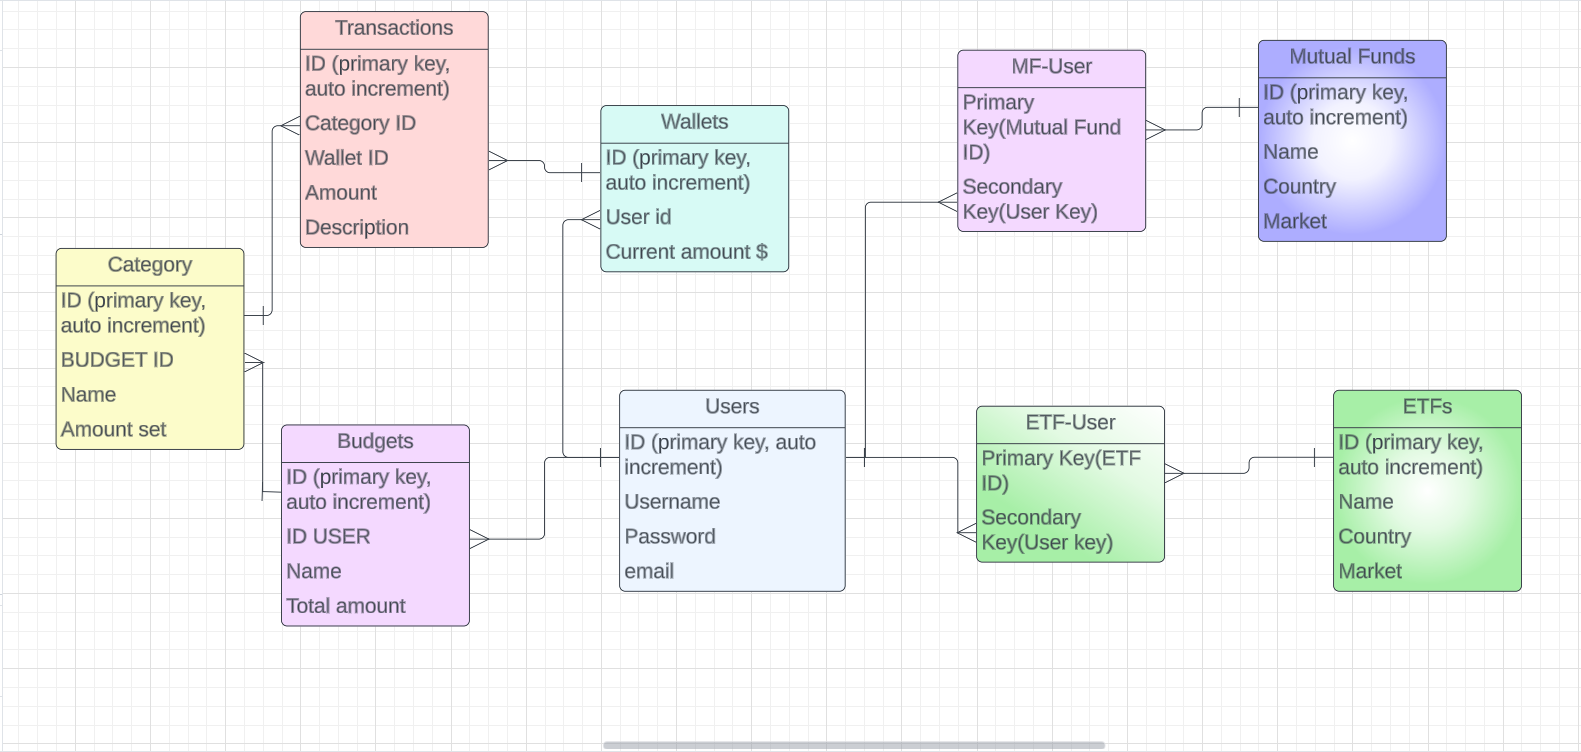 Transactions
ID (primary key,
auto increment)
Category ID
Wallet ID
Amount
Description
Wallets
ID (primary key,
auto increment)
User id
Current amount $
MF-User
Primary
Key(Mutual Fund
ID)
Secondary
Key(User Key)
Mutual Funds
ID (primary key,
auto increment)
Name
Country
Market
Category
ID (primary key,
auto increment)
BUDGET ID
Name
Amount set
Budgets
ID (primary key,
auto increment)
ID USER
Name
Total amount
Users
ID (primary key, auto
increment)
Username
Password
email
ETF-User
Primary Key(ETF
ID)
Secondary
Key(User key)
ETFs
ID (primary key,
auto increment)
Name
Country
Market